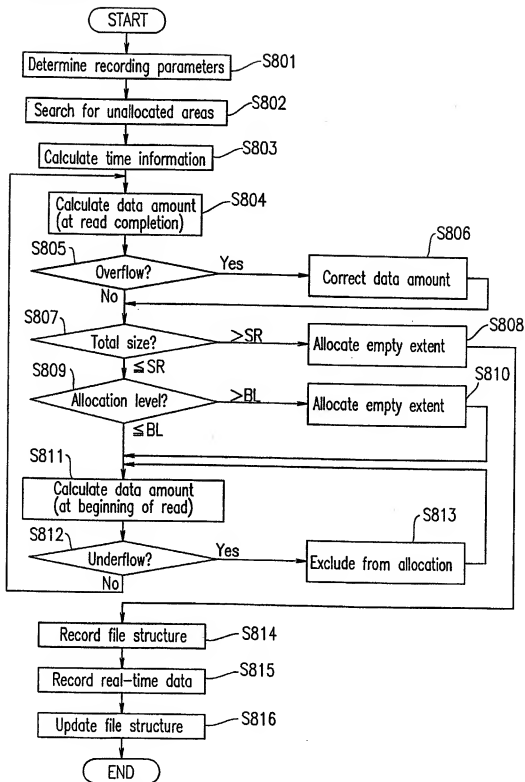 START
Determine recording parameters
S801
Search for unallocated areas
S802
Calculate time information
S803
Calculate data amount
(at read completion)
S804
S805
Overflow?
Yes
No
S806
Correct data amount
S807
Total size?
>SR
≦SR
S808
Allocate empty extent
S809
Allocation level?
>BL
≦BL
S810
Allocate empty extent
S811
Calculate data amount
(at beginning of read)
S812
Underflow?
Yes
No
S813
Exclude from allocation
Record file structure
S814
Record real-time data
S815
Update file structure
S816
END